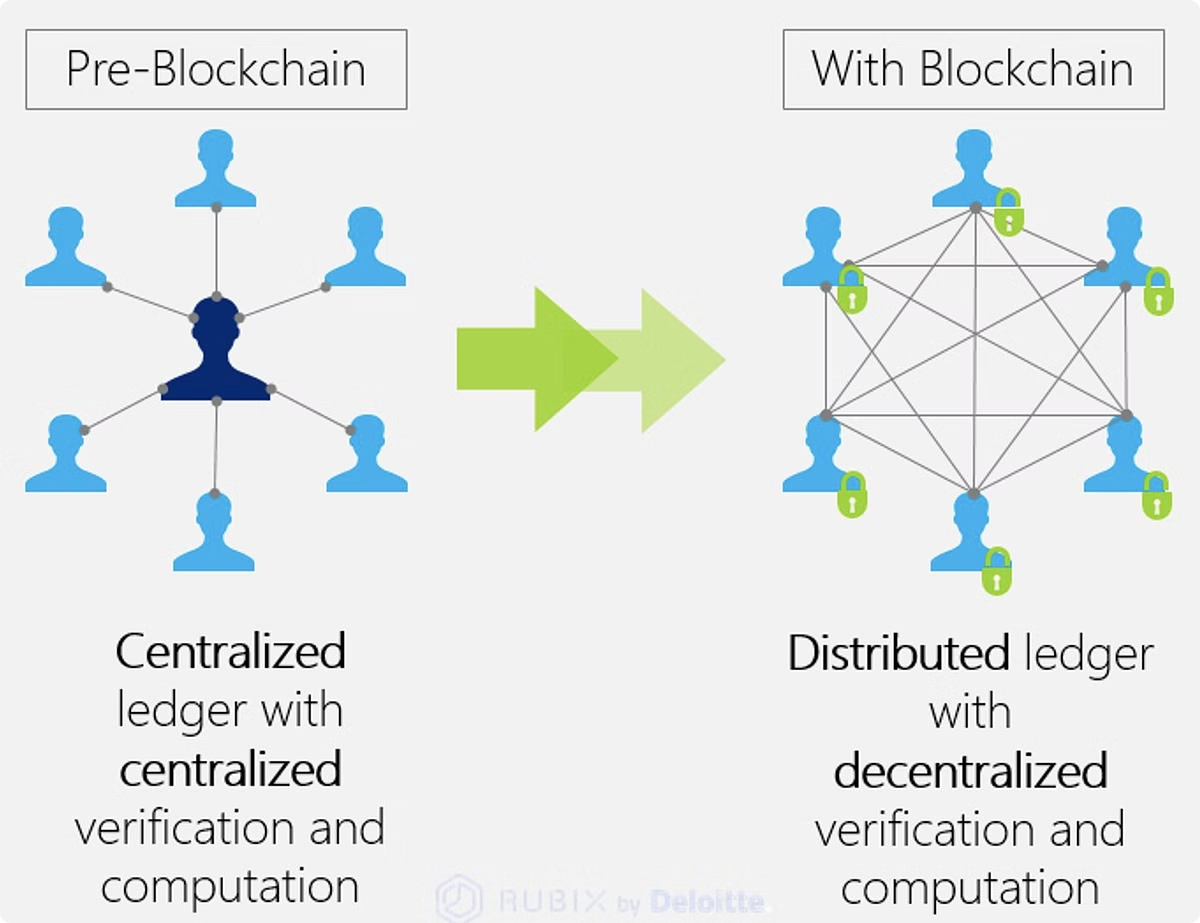 Pre-Blockchain
With Blockchain
Centralized
ledger with
centralized
verification and
computation
Distributed ledger
with
decentralized
verification and
computation
RUBIX by Deloitte.